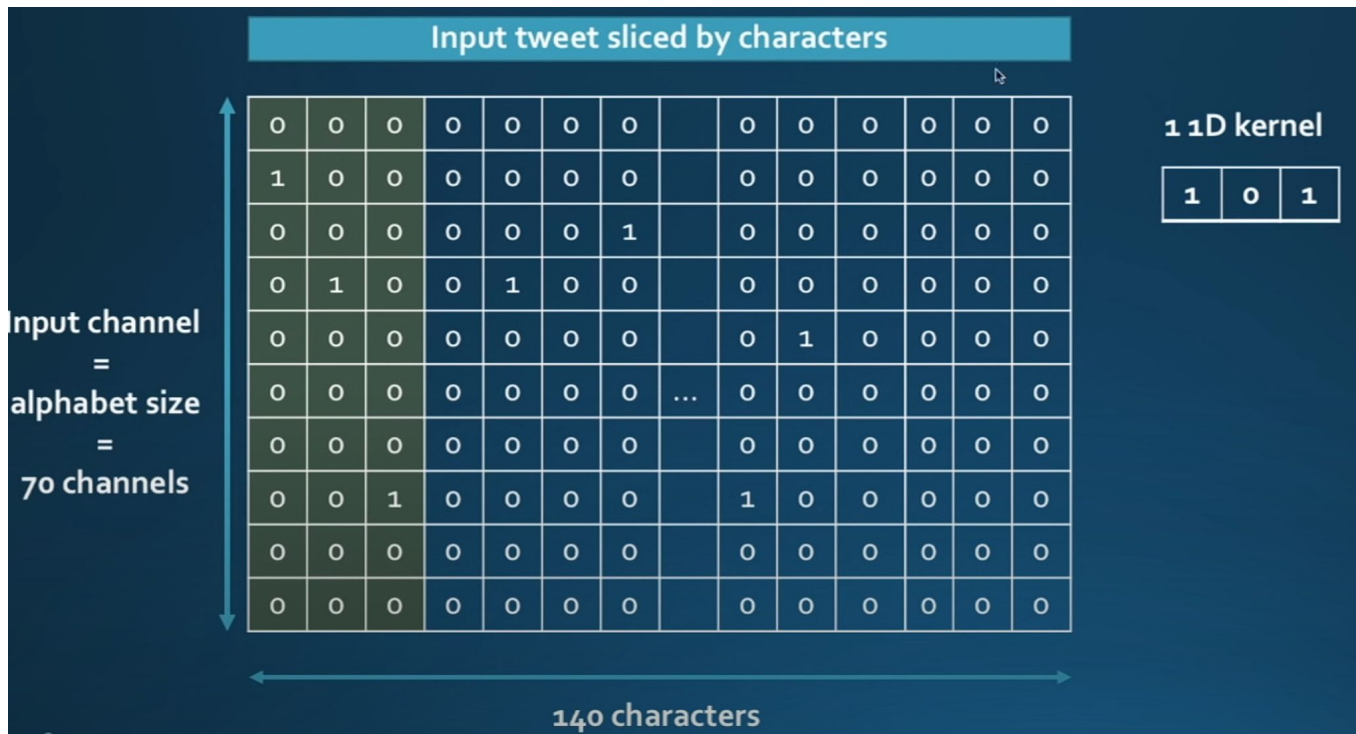 Input tweet sliced by characters
0 0 0 0 0 0 0 0 0 0 0 0 0
1 0 0 0 0 0 0 0 0 0 0 0 0
0 0 0 0 0 0 1 0 0 0 0 0 0
0 1 0 0 1 0 0 0 0 0 0 0 0
0 0 0 0 0 0 0 0 1 0 0 0 0
0 0 0 0 0 0 0 ... 0 0 0 0 0 0
0 0 0 0 0 0 0 0 0 0 0 0 0
0 0 1 0 0 0 0 1 0 0 0 0 0
0 0 0 0 0 0 0 0 0 0 0 0 0
0 0 0 0 0 0 0 0 0 0 0 0 0
1 1D kernel
1 0 1
Input channel
=
alphabet size
=
70 channels
140 characters